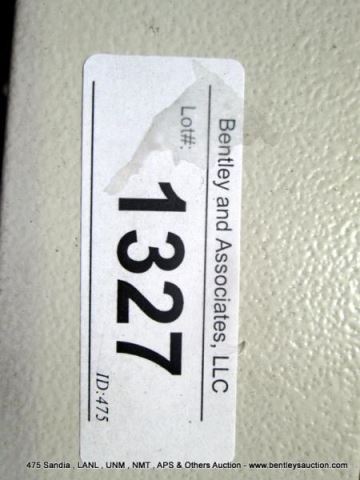 Bentley and Associates, LLC
Lot#:
1327
ID:475
475 Sandia , LANL , UNM , NMT , APS & Others Auction - www.bentleysauction.com